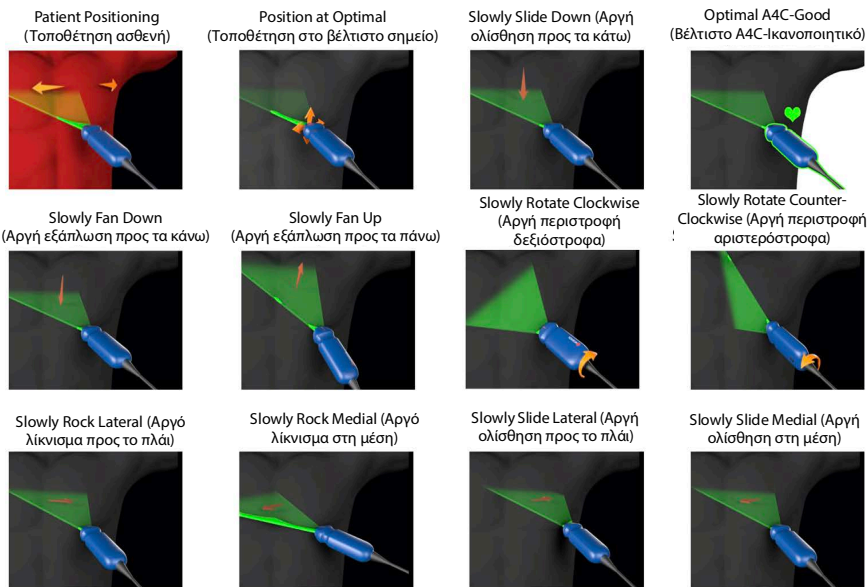 Patient Positioning
(Τοποθέτηση ασθενή)
Position at Optimal
(Τοποθέτηση στο βέλτιστο σημείο)
Slowly Slide Down (Αργή
ολίσθηση προς τα κάτω)
Optimal A4C-Good
(Βέλτιστο A4C-Ικανοποιητικό)
Slowly Fan Down
(Αργή εξάπλωση προς τα κάνω)
Slowly Fan Up
(Αργή εξάπλωση προς τα πάνω)
Slowly Rotate Clockwise
(Αργή περιστροφή
δεξιόστροφα)
Slowly Rotate Counter-
Clockwise (Αργή περιστροφή
αριστερόστροφα)
Slowly Rock Lateral (Αργό
λίκνισμα προς το πλάι)
Slowly Rock Medial (Αργό
λίκνισμα στη μέση)
Slowly Slide Lateral (Αργή
ολίσθηση προς το πλάι)
Slowly Slide Medial (Αργή
ολίσθηση στη μέση)